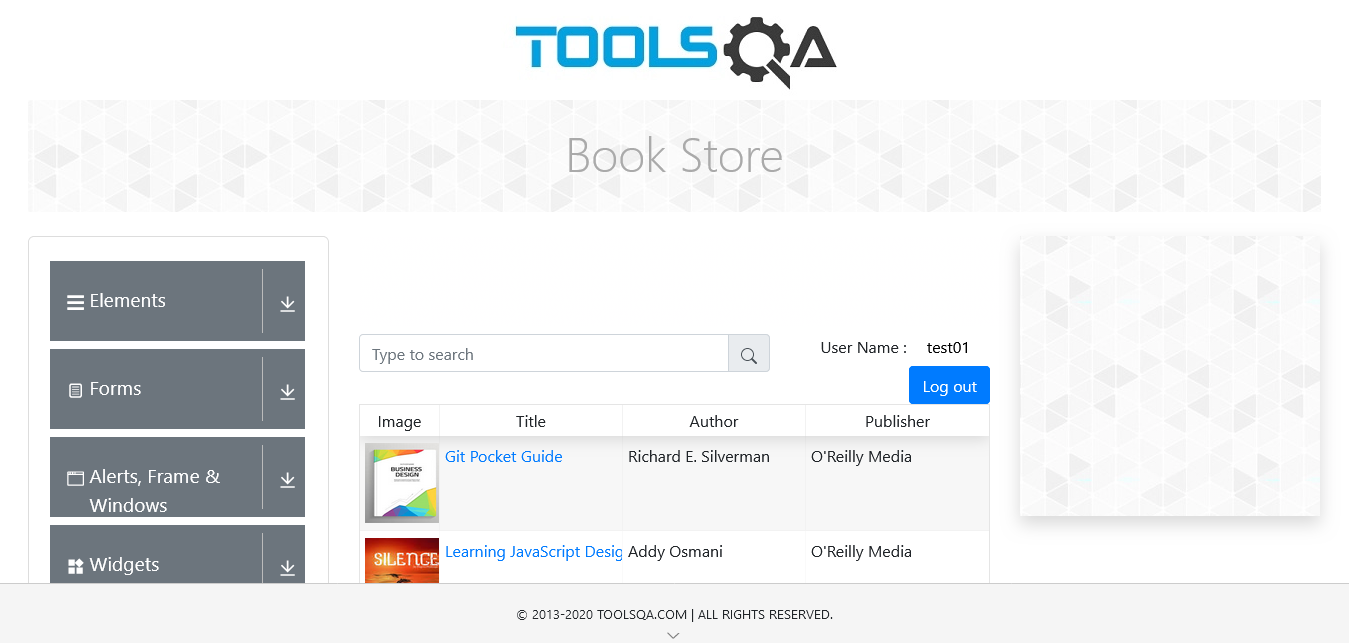 TOOLSQA
Book Store
Elements
Forms
Alerts, Frame &
Windows
Widgets
Type to search
User Name : test01
Log out
Image Title Author Publisher
BUSINESS
DESIGN
Git Pocket Guide Richard E. Silverman O'Reilly Media
SILENCE
Learning JavaScript Desig Addy Osmani O'Reilly Media
© 2013-2020 TOOLSQA.COM | ALL RIGHTS RESERVED.